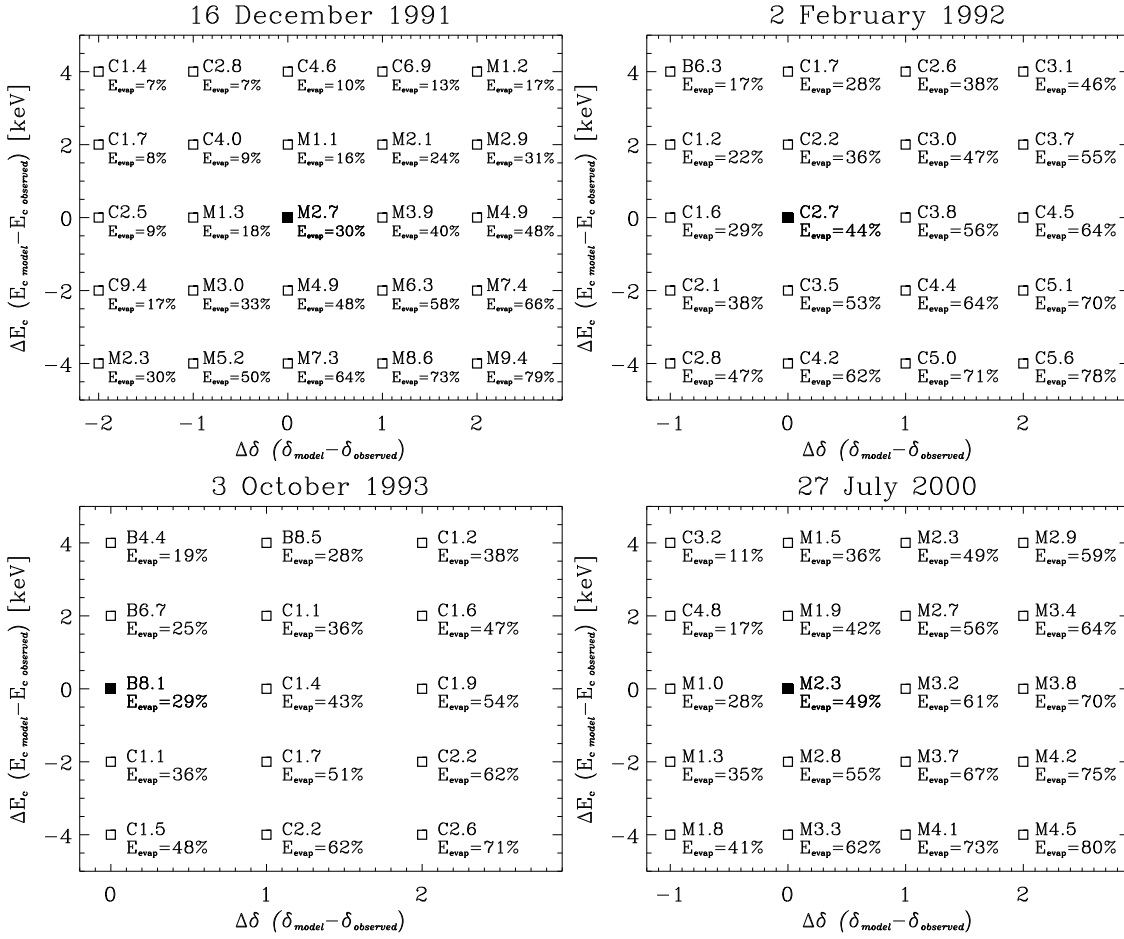 16 December 1991
ΔE_c (E_c model−E_c observed) [keV]
4
C1.4 C2.8 C4.6 C6.9 M1.2
E_evap=7% E_evap=7% E_evap=10% E_evap=13% E_evap=17%
2
C1.7 C4.0 M1.1 M2.1 M2.9
E_evap=8% E_evap=9% E_evap=16% E_evap=24% E_evap=31%
0
C2.5 M1.3 M2.7 M3.9 M4.9
E_evap=9% E_evap=18% E_evap=30% E_evap=40% E_evap=48%
−2
C9.4 M3.0 M4.9 M6.3 M7.4
E_evap=17% E_evap=33% E_evap=48% E_evap=58% E_evap=66%
−4
M2.3 M5.2 M7.3 M8.6 M9.4
E_evap=30% E_evap=50% E_evap=64% E_evap=73% E_evap=79%
−2 −1 0 1 2
Δδ (δmodel−δobserved)
2 February 1992
ΔE_c (E_c model−E_c observed) [keV]
4
B6.3 C1.7 C2.6 C3.1
E_evap=17% E_evap=28% E_evap=38% E_evap=46%
2
C1.2 C2.2 C3.0 C3.7
E_evap=22% E_evap=36% E_evap=47% E_evap=55%
0
C1.6 C2.7 C3.8 C4.5
E_evap=29% E_evap=44% E_evap=56% E_evap=64%
−2
C2.1 C3.5 C4.4 C5.1
E_evap=38% E_evap=53% E_evap=64% E_evap=70%
−4
C2.8 C4.2 C5.0 C5.6
E_evap=47% E_evap=62% E_evap=71% E_evap=78%
−1 0 1 2
Δδ (δmodel−δobserved)
3 October 1993
ΔE_c (E_c model−E_c observed) [keV]
4
B4.4 B8.5 C1.2
E_evap=19% E_evap=28% E_evap=38%
2
B6.7 C1.1 C1.6
E_evap=25% E_evap=36% E_evap=47%
0
B8.1 C1.4 C1.9
E_evap=29% E_evap=43% E_evap=54%
−2
C1.1 C1.7 C2.2
E_evap=36% E_evap=51% E_evap=62%
−4
C1.5 C2.2 C2.6
E_evap=48% E_evap=62% E_evap=71%
0 1 2
Δδ (δmodel−δobserved)
27 July 2000
ΔE_c (E_c model−E_c observed) [keV]
4
C3.2 M1.5 M2.3 M2.9
E_evap=11% E_evap=36% E_evap=49% E_evap=59%
2
C4.8 M1.9 M2.7 M3.4
E_evap=17% E_evap=42% E_evap=56% E_evap=64%
0
M1.0 M2.3 M3.2 M3.8
E_evap=28% E_evap=49% E_evap=61% E_evap=70%
−2
M1.3 M2.8 M3.7 M4.2
E_evap=35% E_evap=55% E_evap=67% E_evap=75%
−4
M1.8 M3.3 M4.1 M4.5
E_evap=41% E_evap=62% E_evap=73% E_evap=80%
−1 0 1 2
Δδ (δmodel−δobserved)